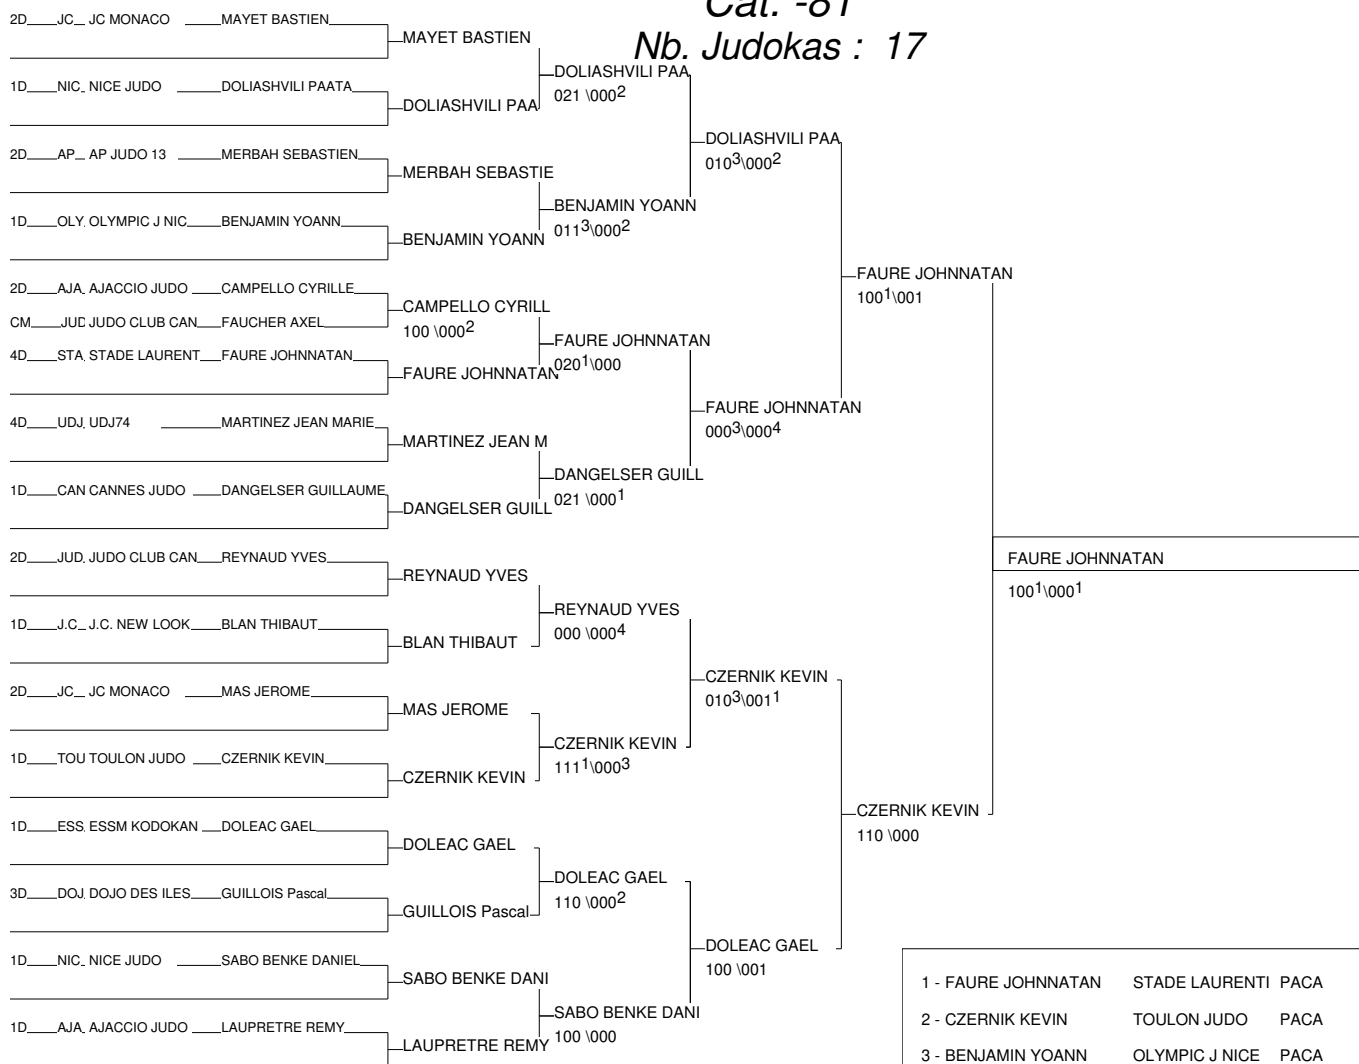 Cat. -81
Nb. Judokas : 17
2D JC JC MONACO MAYET BASTIEN
1D NIC NICE JUDO DOLIASHVILI PAATA
2D AP AP JUDO 13 MERBAH SEBASTIEN
1D OLY OLYMPIC J NIC BENJAMIN YOANN
2D AJA AJACCIO JUDO CAMPELLO CYRILLE
CM JUD JUDO CLUB CAN FAUCHER AXEL
4D STA STADE LAURENT FAURE JOHNNATAN
4D UDJ UDJ74 MARTINEZ JEAN MARIE
1D CAN CANNES JUDO DANGELSER GUILLAUME
2D JUD JUDO CLUB CAN REYNAUD YVES
1D J.C J.C. NEW LOOK BLAN THIBAUT
2D JC JC MONACO MAS JEROME
1D TOU TOULON JUDO CZERNIK KEVIN
1D ESS ESSM KODOKAN DOLEAC GAEL
3D DOJ DOJO DES ILES GUILLOIS Pascal
1D NIC NICE JUDO SABO BENKE DANIEL
1D AJA AJACCIO JUDO LAUPRETRE REMY
MAYET BASTIEN
DOLIASHVILI PAA
MERBAH SEBASTIE
BENJAMIN YOANN
CAMPELLO CYRILL
100 \000²
FAURE JOHNNATAN
MARTINEZ JEAN M
DANGELSER GUILL
REYNAUD YVES
BLAN THIBAUT
MAS JEROME
CZERNIK KEVIN
DOLEAC GAEL
GUILLOIS Pascal
SABO BENKE DANI
LAUPRETRE REMY
DOLIASHVILI PAA
021 \000²
BENJAMIN YOANN
011³\000²
FAURE JOHNNATAN
020¹\000
DANGELSER GUILL
021 \000¹
REYNAUD YVES
000 \000⁴
CZERNIK KEVIN
111¹\000³
DOLEAC GAEL
110 \000²
SABO BENKE DANI
100 \000
DOLIASHVILI PAA
010³\000²
FAURE JOHNNATAN
000³\000⁴
CZERNIK KEVIN
010³\001¹
DOLEAC GAEL
100 \001
FAURE JOHNNATAN
100¹\001
CZERNIK KEVIN
110 \000
FAURE JOHNNATAN
100¹\000¹
1 - FAURE JOHNNATAN STADE LAURENTI PACA
2 - CZERNIK KEVIN TOULON JUDO PACA
3 - BENJAMIN YOANN OLYMPIC J NICE PACA